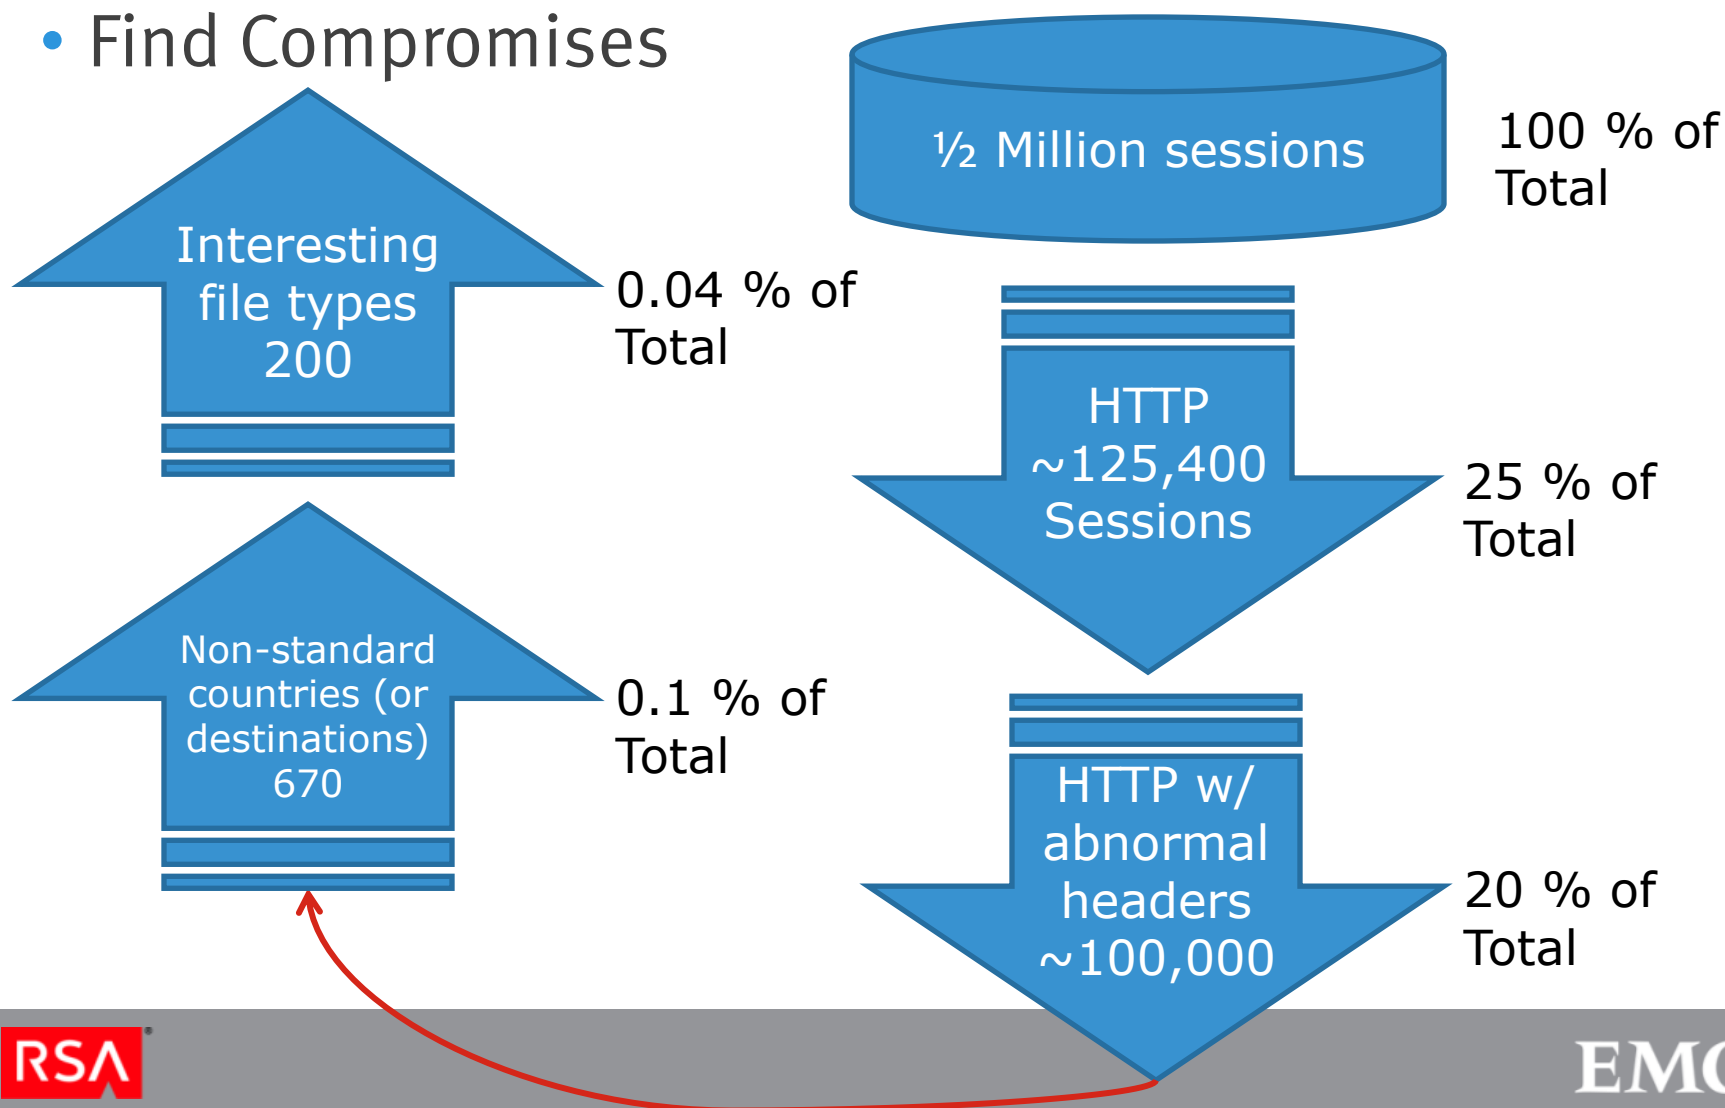 • Find Compromises
½ Million sessions
100 % of
Total
HTTP
~125,400
Sessions
25 % of
Total
HTTP w/
abnormal
headers
~100,000
20 % of
Total
Non-standard
countries (or
destinations)
670
0.1 % of
Total
Interesting
file types
200
0.04 % of
Total
RSA
EMC